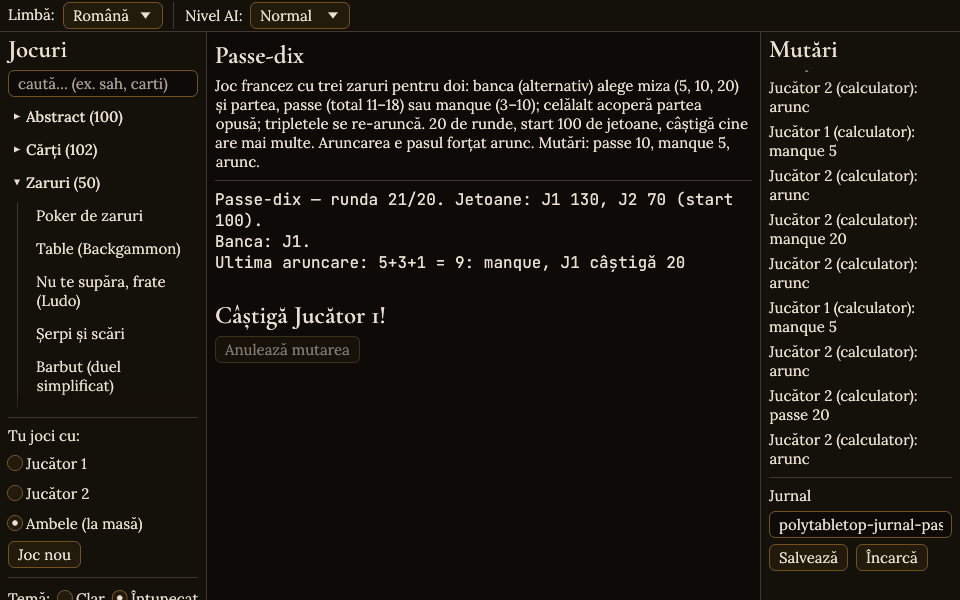 Limbă: Română ▼ Nivel AI: Normal ▼
Jocuri
caută... (ex. sah, carti)
▸ Abstract (100)
▸ Cărți (102)
▾ Zaruri (50)
Poker de zaruri
Table (Backgammon)
Nu te supăra, frate
(Ludo)
Șerpi și scări
Barbut (duel
simplificat)
Tu joci cu:
Jucător 1
Jucător 2
Ambele (la masă)
Joc nou
Temă: Clar Întunecat
Passe-dix
Joc francez cu trei zaruri pentru doi: banca (alternativ) alege miza (5, 10, 20)
și partea, passe (total 11–18) sau manque (3–10); celălalt acoperă partea
opusă; tripletele se re-aruncă. 20 de runde, start 100 de jetoane, câștigă cine
are mai multe. Aruncarea e pasul forțat arunc. Mutări: passe 10, manque 5,
arunc.
Passe-dix — runda 21/20. Jetoane: J1 130, J2 70 (start
100).
Banca: J1.
Ultima aruncare: 5+3+1 = 9: manque, J1 câștigă 20
Câștigă Jucător 1!
Anulează mutarea
Mutări
Jucător 2 (calculator):
arunc
Jucător 1 (calculator):
manque 5
Jucător 2 (calculator):
arunc
Jucător 2 (calculator):
manque 20
Jucător 2 (calculator):
arunc
Jucător 1 (calculator):
manque 5
Jucător 2 (calculator):
arunc
Jucător 2 (calculator):
passe 20
Jucător 2 (calculator):
arunc
Jurnal
polytabletop-jurnal-pas
Salvează Încarcă